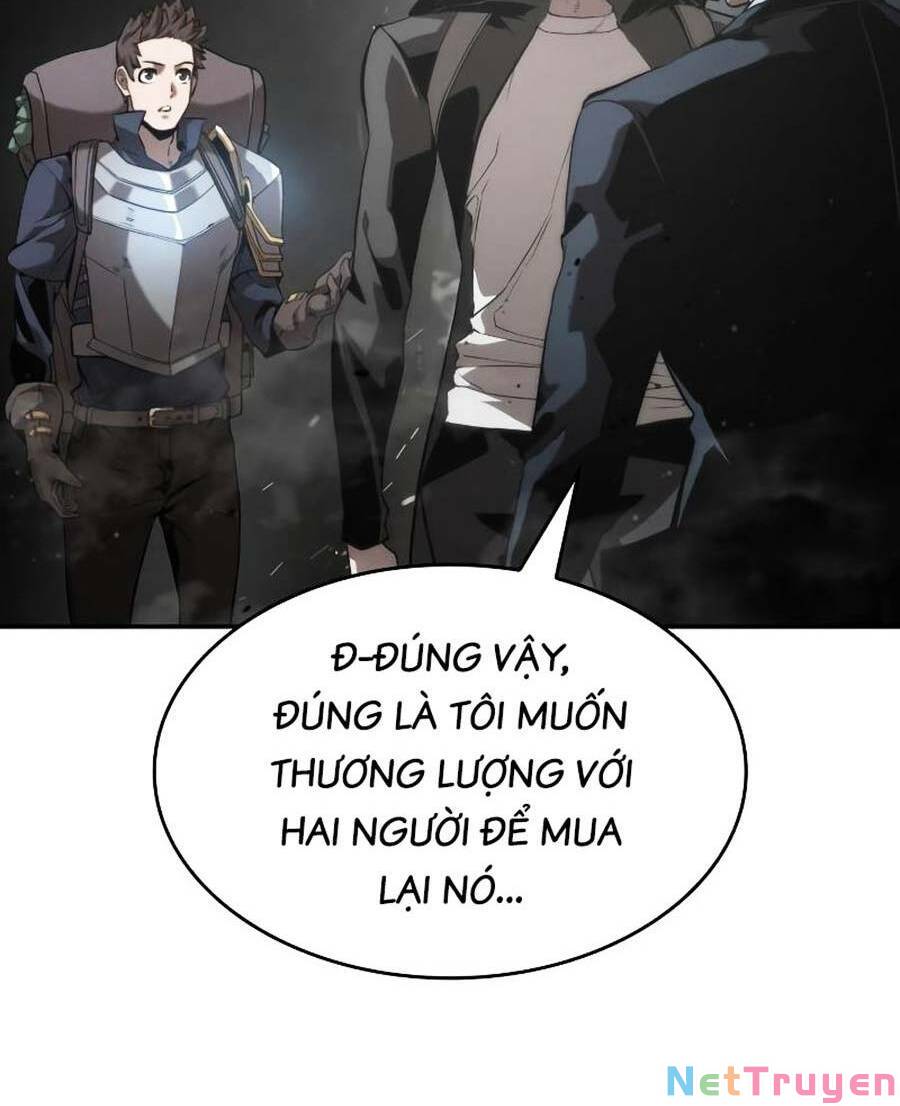 Đ-ĐÚNG VẬY,
ĐÚNG LÀ TÔI MUỐN
THƯƠNG LƯỢNG VỚI
HAI NGƯỜI ĐỂ MUA
LẠI NÓ...
NetTruyen